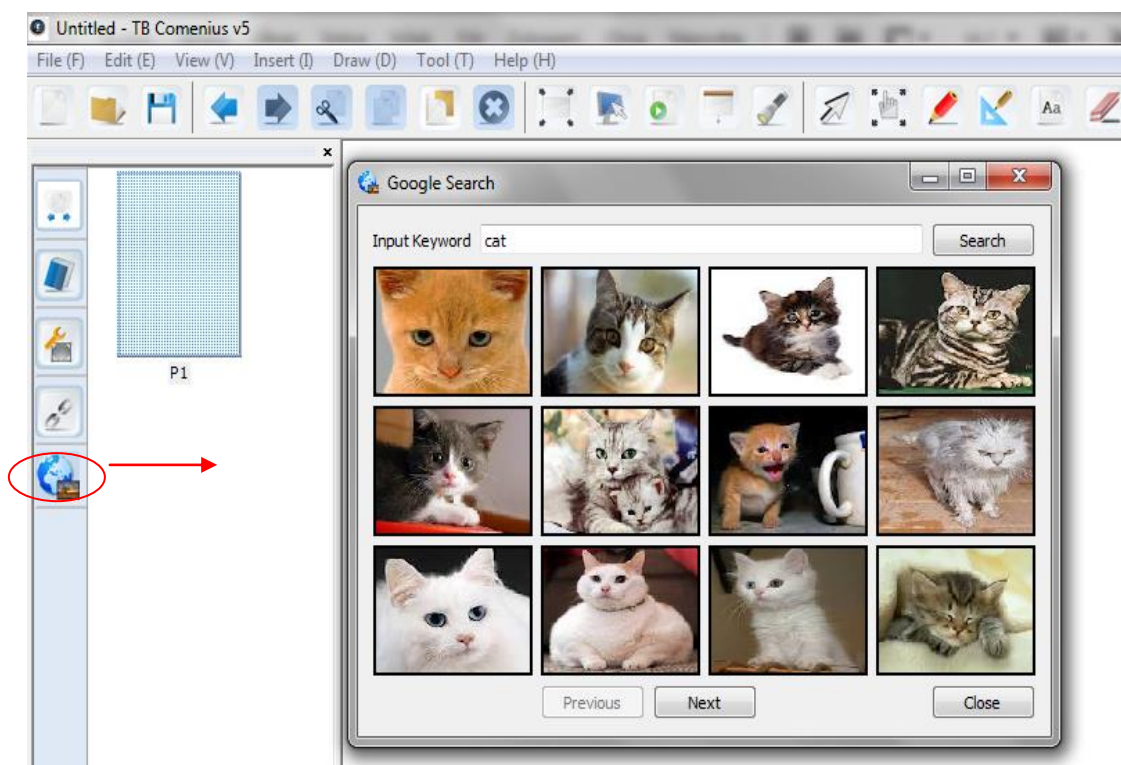 Untitled - TB Comenius v5
File (F) Edit (E) View (V) Insert (I) Draw (D) Tool (T) Help (H)
Aa
Google Search
Input Keyword cat Search
P1
Previous Next Close